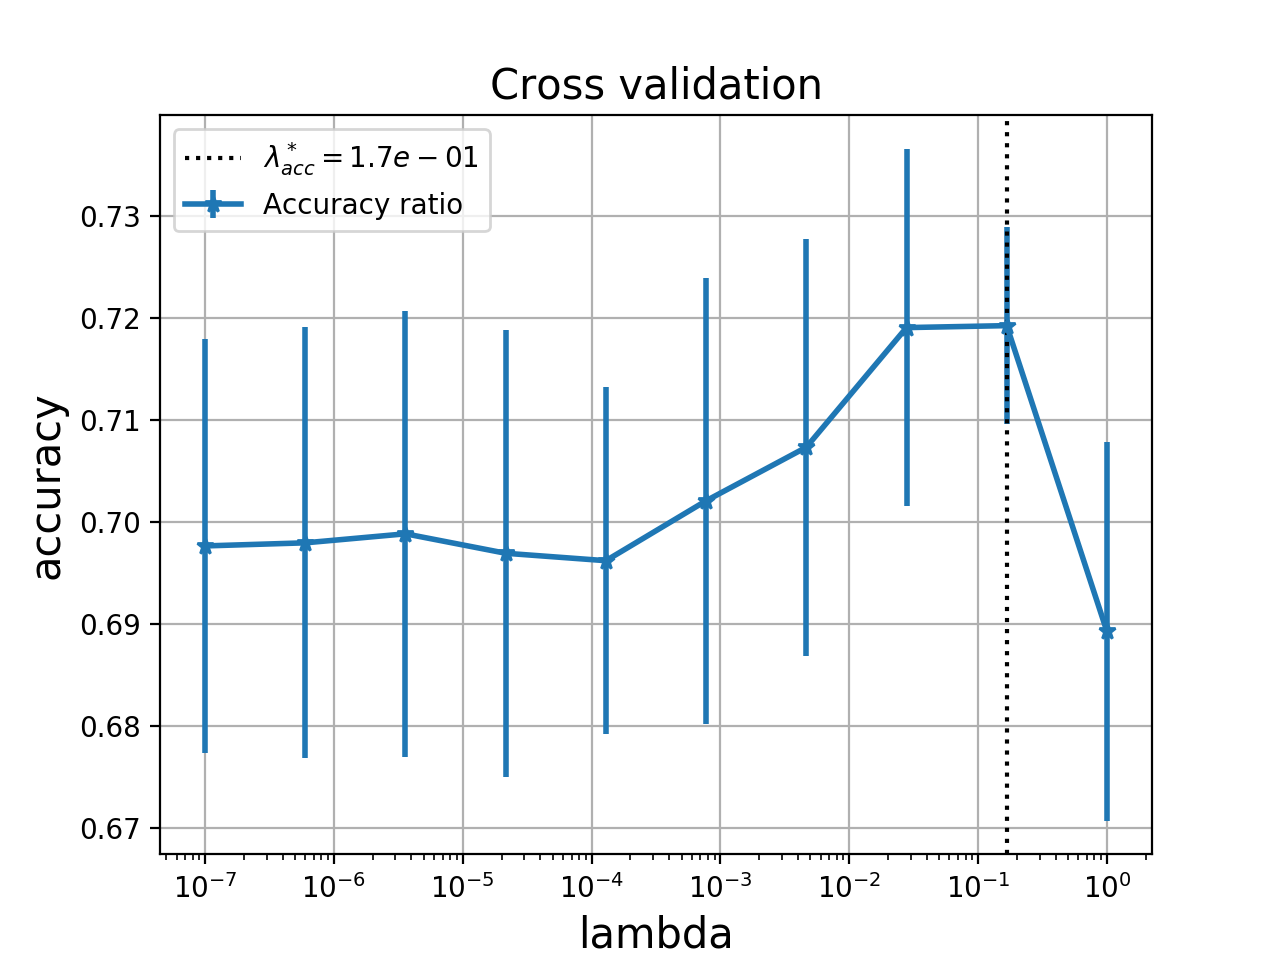 Cross validation
λ*acc = 1.7e − 01
Accuracy ratio
accuracy
0.73
0.72
0.71
0.70
0.69
0.68
0.67
10⁻⁷ 10⁻⁶ 10⁻⁵ 10⁻⁴ 10⁻³ 10⁻² 10⁻¹ 10⁰
lambda